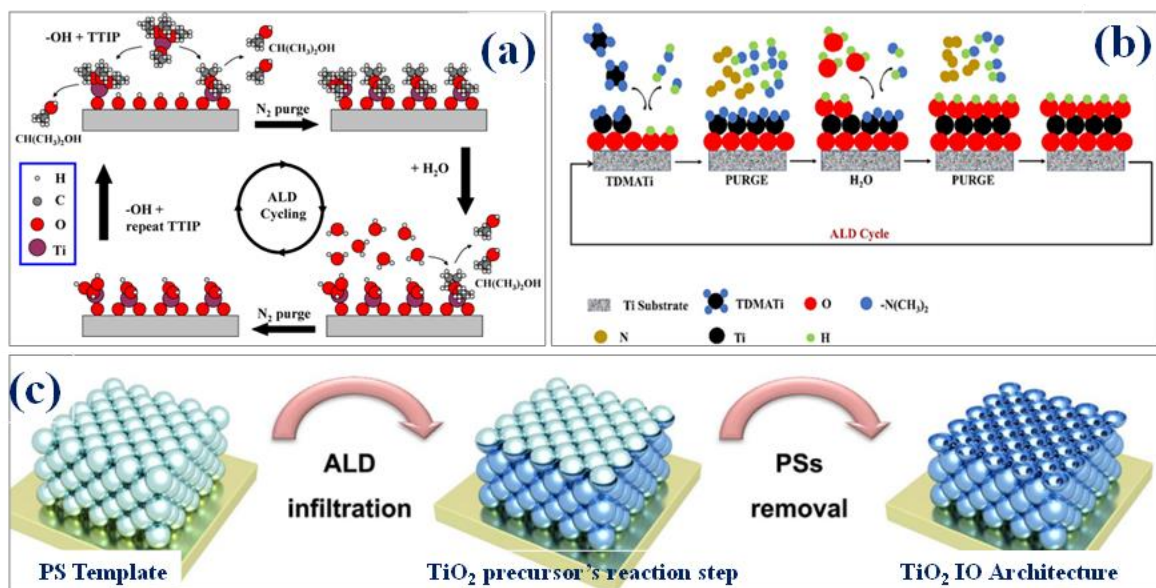 (a)
-OH + TTIP
CH(CH₃)₂OH
CH(CH₃)₂OH
N₂ purge
H
C
O
Ti
-OH +
repeat TTIP
ALD
Cycling
+ H₂O
CH(CH₃)₂OH
N₂ purge
(b)
TDMATi
PURGE
H₂O
PURGE
ALD Cycle
Ti Substrate
TDMATi
O
-N(CH₃)₂
N
Ti
H
(c)
ALD
infiltration
PSs
removal
PS Template
TiO₂ precursor's reaction step
TiO₂ IO Architecture